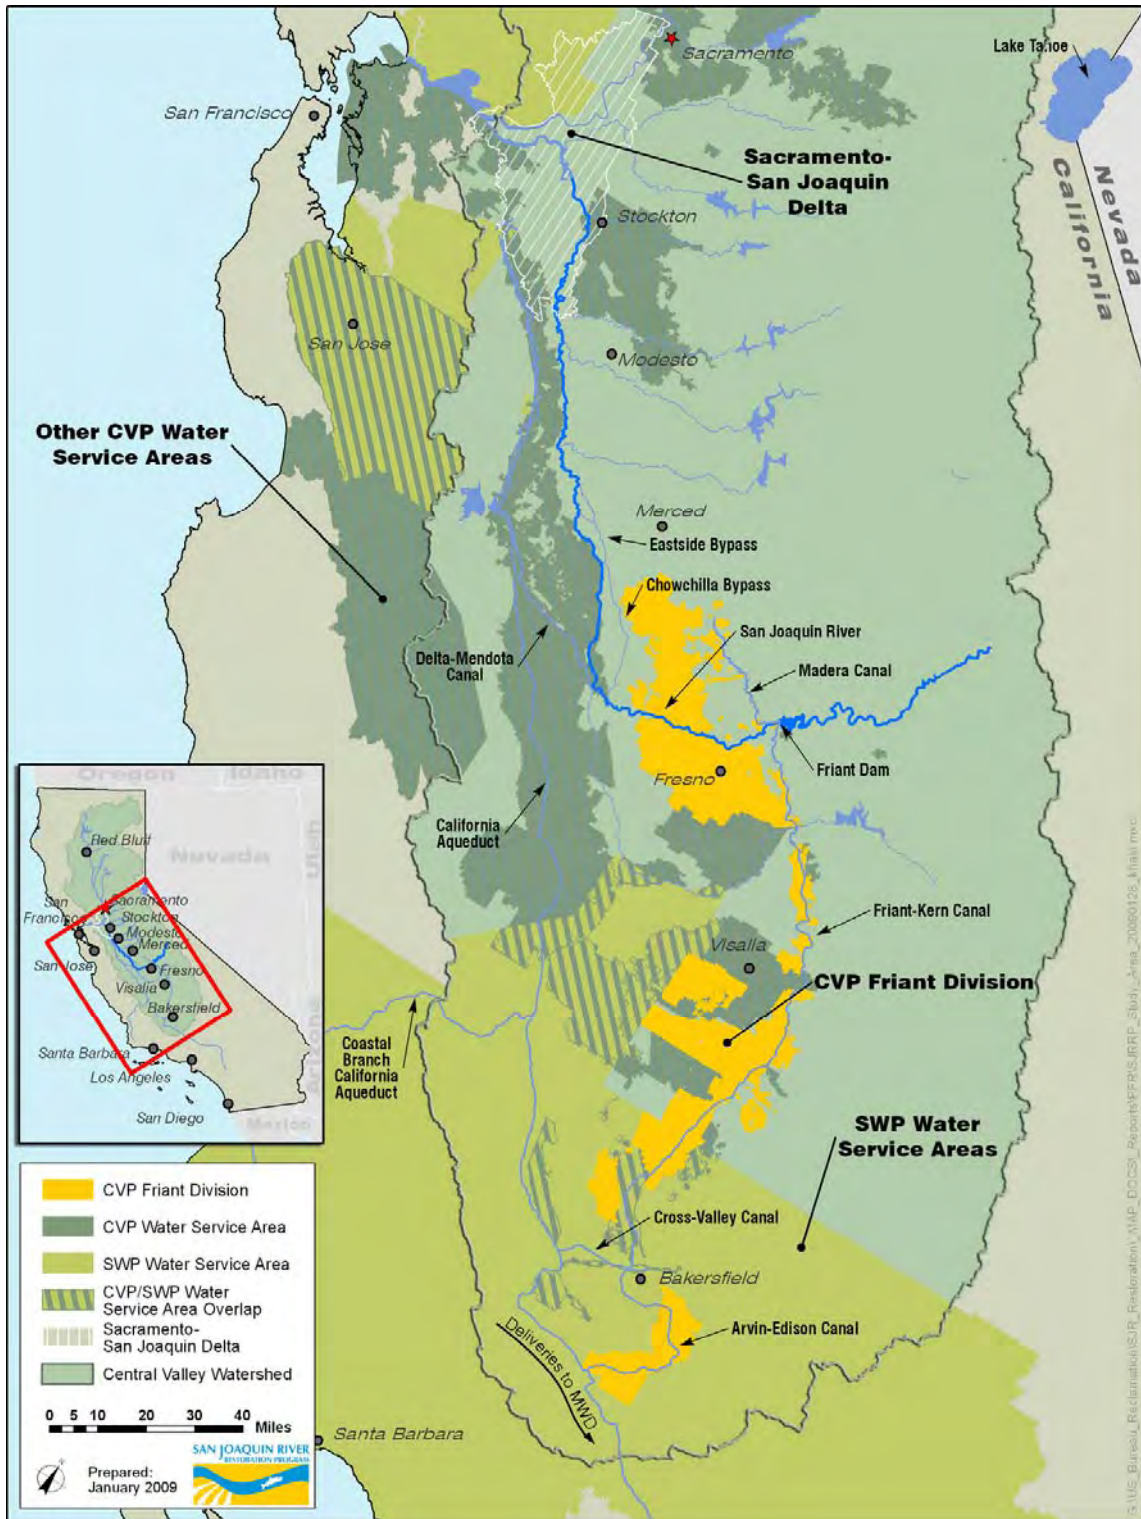 Lake Tahoe
Sacramento
San Francisco
Sacramento-
San Joaquin
Delta
Nevada
California
Stockton
San Jose
Modesto
Other CVP Water
Service Areas
Merced
Eastside Bypass
Chowchilla Bypass
San Joaquin River
Delta-Mendota
Canal
Madera Canal
Fresno
Friant Dam
California
Aqueduct
Friant-Kern Canal
Visalia
CVP Friant Division
Coastal
Branch
California
Aqueduct
SWP Water
Service Areas
Cross-Valley Canal
Bakersfield
Arvin-Edison Canal
Deliveries to MWD
Santa Barbara
Oregon
Idaho
Red Bluff
Nevada
Utah
San
Francisco
Sacramento
Stockton
Modesto
Merced
San Jose
Fresno
Visalia
Bakersfield
Arizona
Santa Barbara
Los Angeles
San Diego
Mexico
CVP Friant Division
CVP Water Service Area
SWP Water Service Area
CVP/SWP Water
Service Area Overlap
Sacramento-
San Joaquin Delta
Central Valley Watershed
0 5 10 20 30 40 Miles
Prepared:
January 2009
SAN JOAQUIN RIVER
RESTORATION PROGRAM